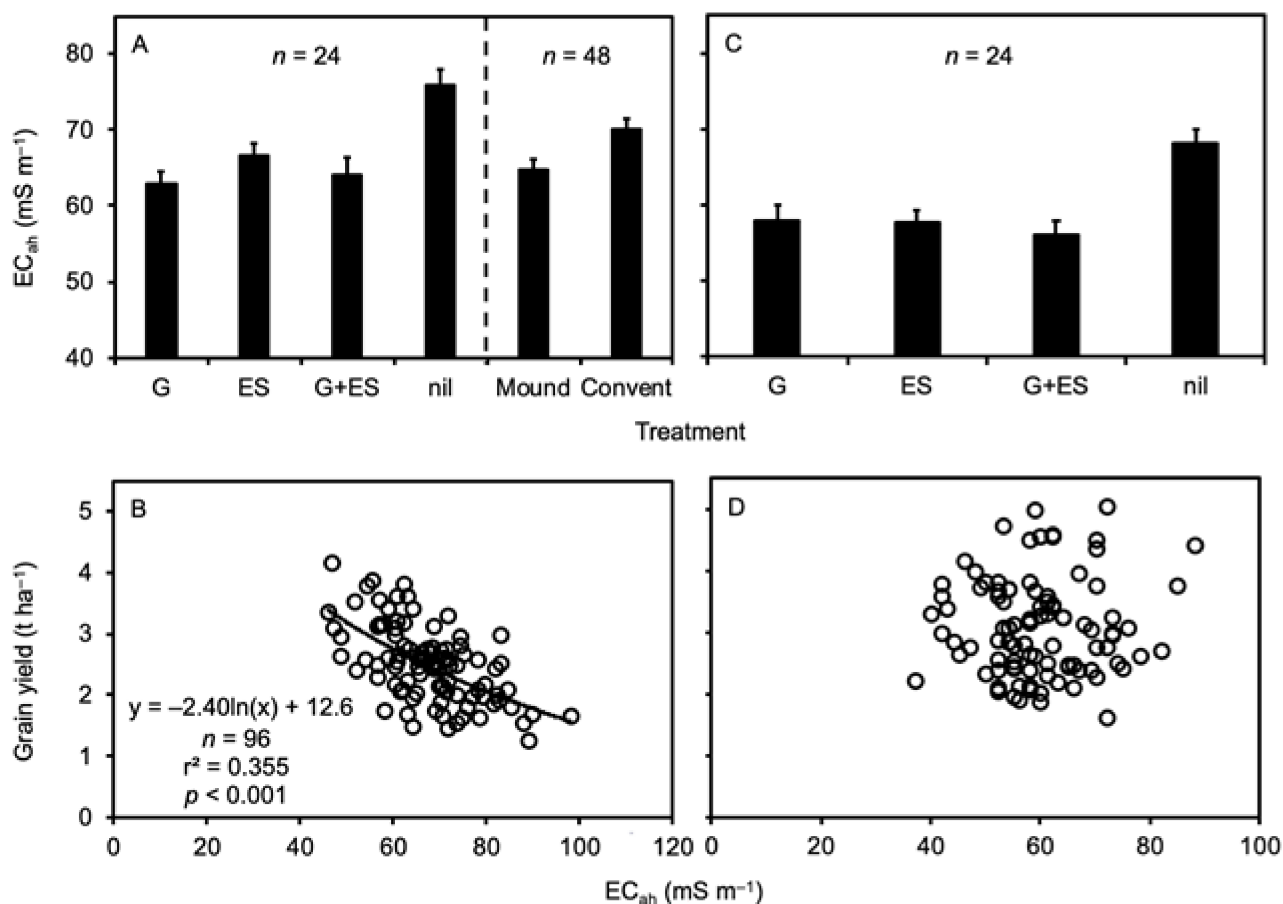 A
n = 24
n = 48
C
n = 24
80
70
60
50
40
ECah (mS m⁻¹)
G ES G+ES nil Mound Convent
G ES G+ES nil
Treatment
B
D
5
4
3
2
1
0
Grain yield (t ha⁻¹)
y = –2.40ln(x) + 12.6
n = 96
r² = 0.355
p < 0.001
0 20 40 60 80 100 120
0 20 40 60 80 100
ECah (mS m⁻¹)